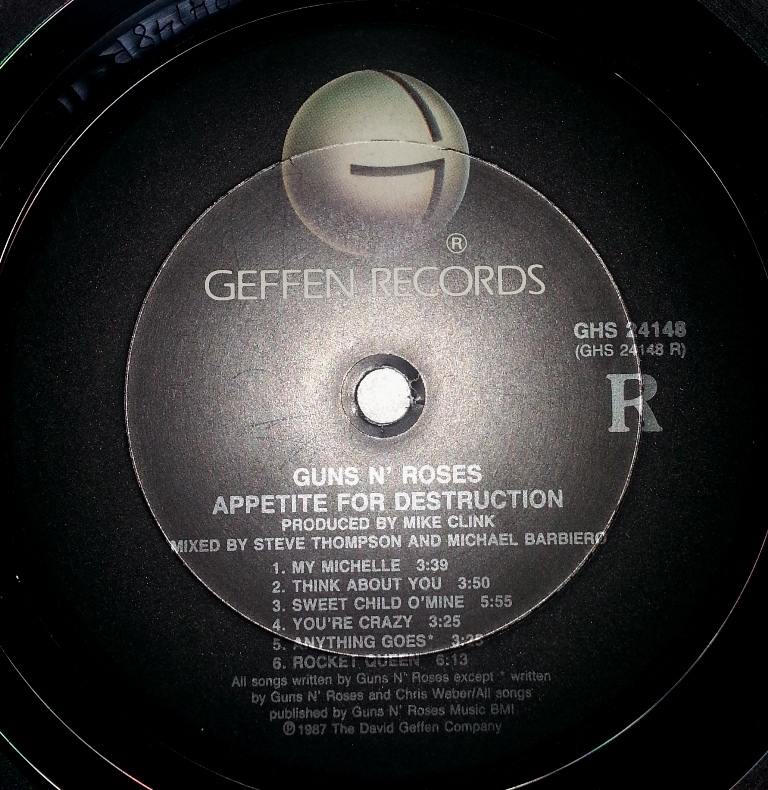 ®
GEFFEN RECORDS
GHS 24148
(GHS 24148 R)
R
GUNS N' ROSES
APPETITE FOR DESTRUCTION
PRODUCED BY MIKE CLINK
MIXED BY STEVE THOMPSON AND MICHAEL BARBIERO
1. MY MICHELLE 3:39
2. THINK ABOUT YOU 3:50
3. SWEET CHILD O'MINE 5:55
4. YOU'RE CRAZY 3:25
5. ANYTHING GOES* 3:25
6. ROCKET QUEEN 6:13
All songs written by Guns N' Roses except * written
by Guns N' Roses and Chris Weber/All songs
published by Guns N' Roses Music BMI
℗1987 The David Geffen Company